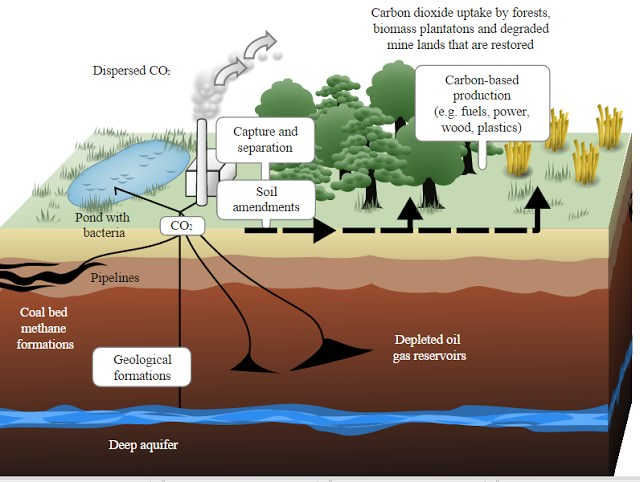 Carbon dioxide uptake by forests,
biomass plantatons and degraded
mine lands that are restored
Dispersed CO₂
Carbon-based
production
(e.g. fuels, power,
wood, plastics)
Capture and
separation
Soil
amendments
Pond with
bacteria
CO₂
Pipelines
Coal bed
methane
formations
Geological
formations
Depleted oil
gas reservoirs
Deep aquifer